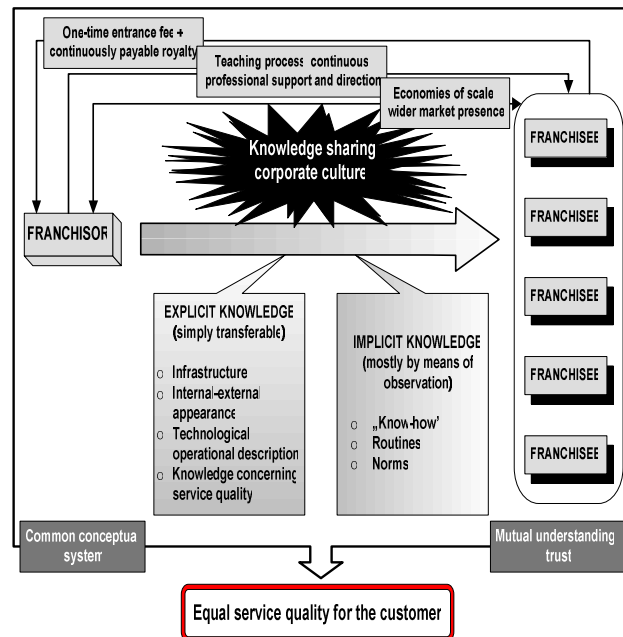 One-time entrance fee +
continuously payable royalty
Teaching process, continuous
professional support and direction
Economies of scale
wider market presence
Knowledge sharing
corporate culture
FRANCHISOR
FRANCHISEE
FRANCHISEE
FRANCHISEE
FRANCHISEE
FRANCHISEE
EXPLICIT KNOWLEDGE
(simply transferable)
o Infrastructure
o Internal-external
appearance
o Technological
operational description
o Knowledge concerning
service quality
IMPLICIT KNOWLEDGE
(mostly by means of
observation)
o „Know-how”
o Routines
o Norms
Common conceptua
system
Mutual understanding
trust
Equal service quality for the customer